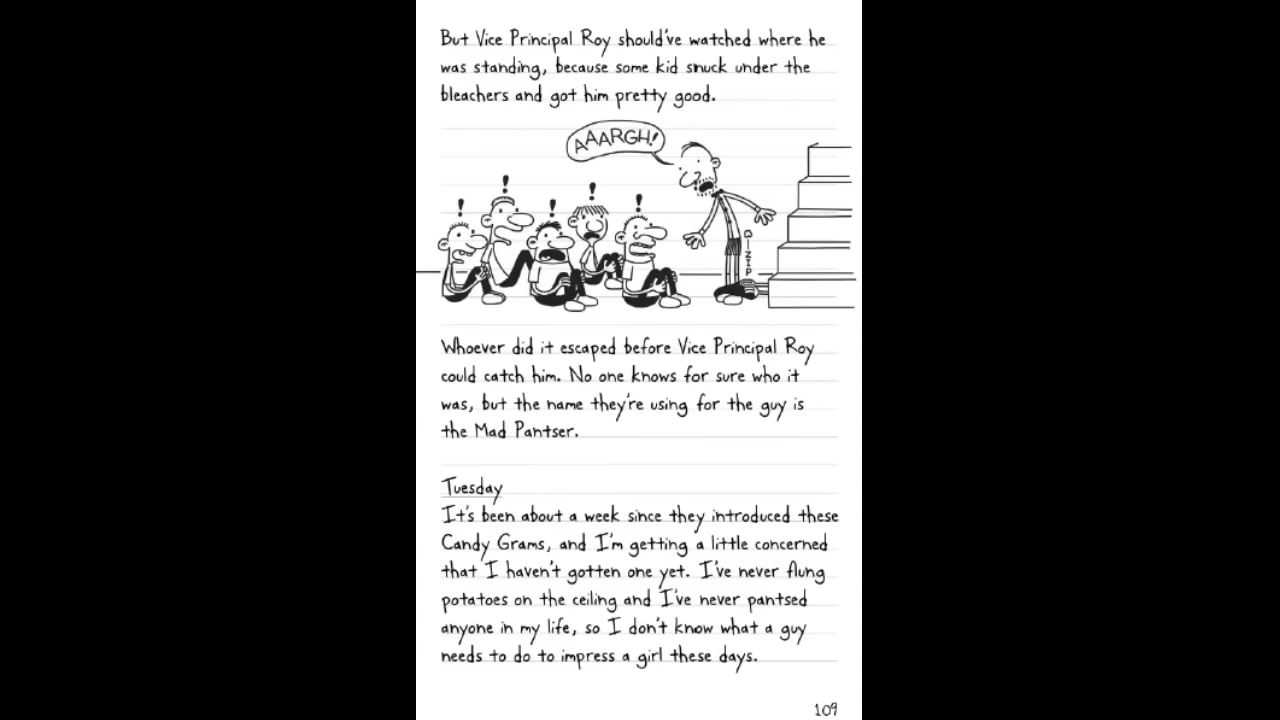 But Vice Principal Roy should've watched where he
was standing, because some kid snuck under the
bleachers and got him pretty good.
AAARGH!
! ! ! ! !
ZIP
Whoever did it escaped before Vice Principal Roy
could catch him. No one knows for sure who it
was, but the name they're using for the guy is
the Mad Pantser.
Tuesday
It's been about a week since they introduced these
Candy Grams, and I'm getting a little concerned
that I haven't gotten one yet. I've never flung
potatoes on the ceiling and I've never pantsed
anyone in my life, so I don't know what a guy
needs to do to impress a girl these days.
109